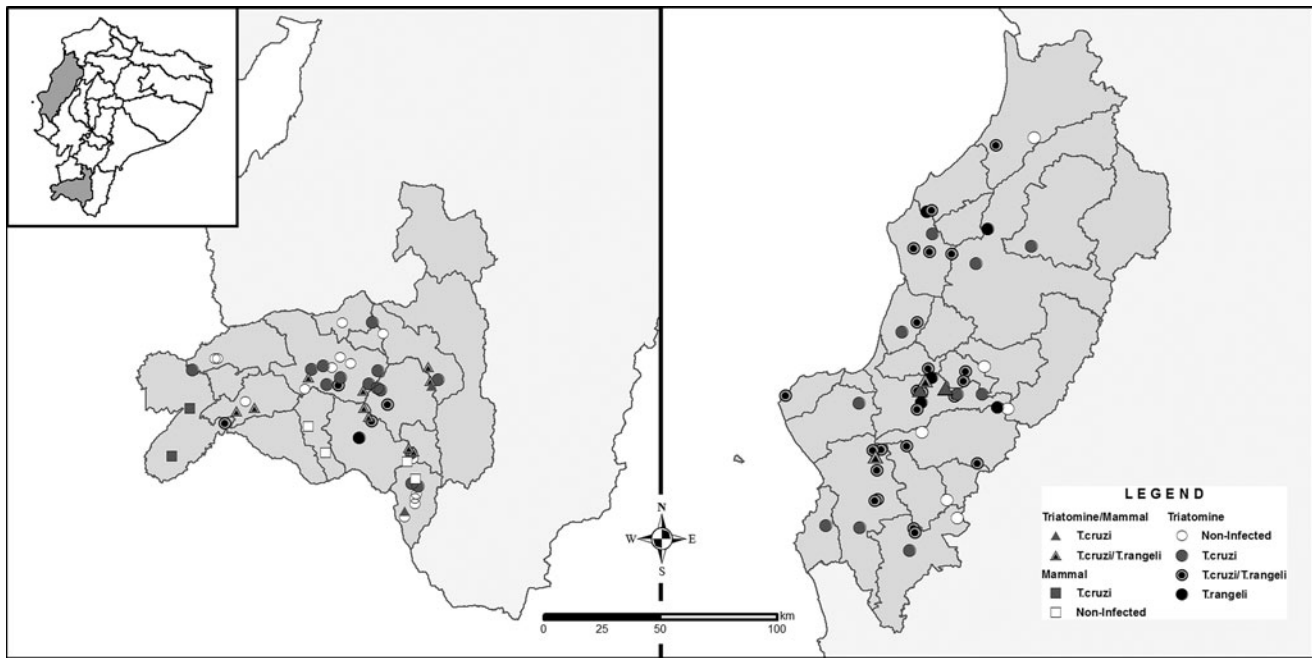 N
W E
S
km
0 25 50 100
LEGEND
Triatomine/Mammal
T.cruzi
T.cruzi/T.rangeli
Mammal
T.cruzi
Non-Infected
Triatomine
Non-Infected
T.cruzi
T.cruzi/T.rangeli
T.rangeli